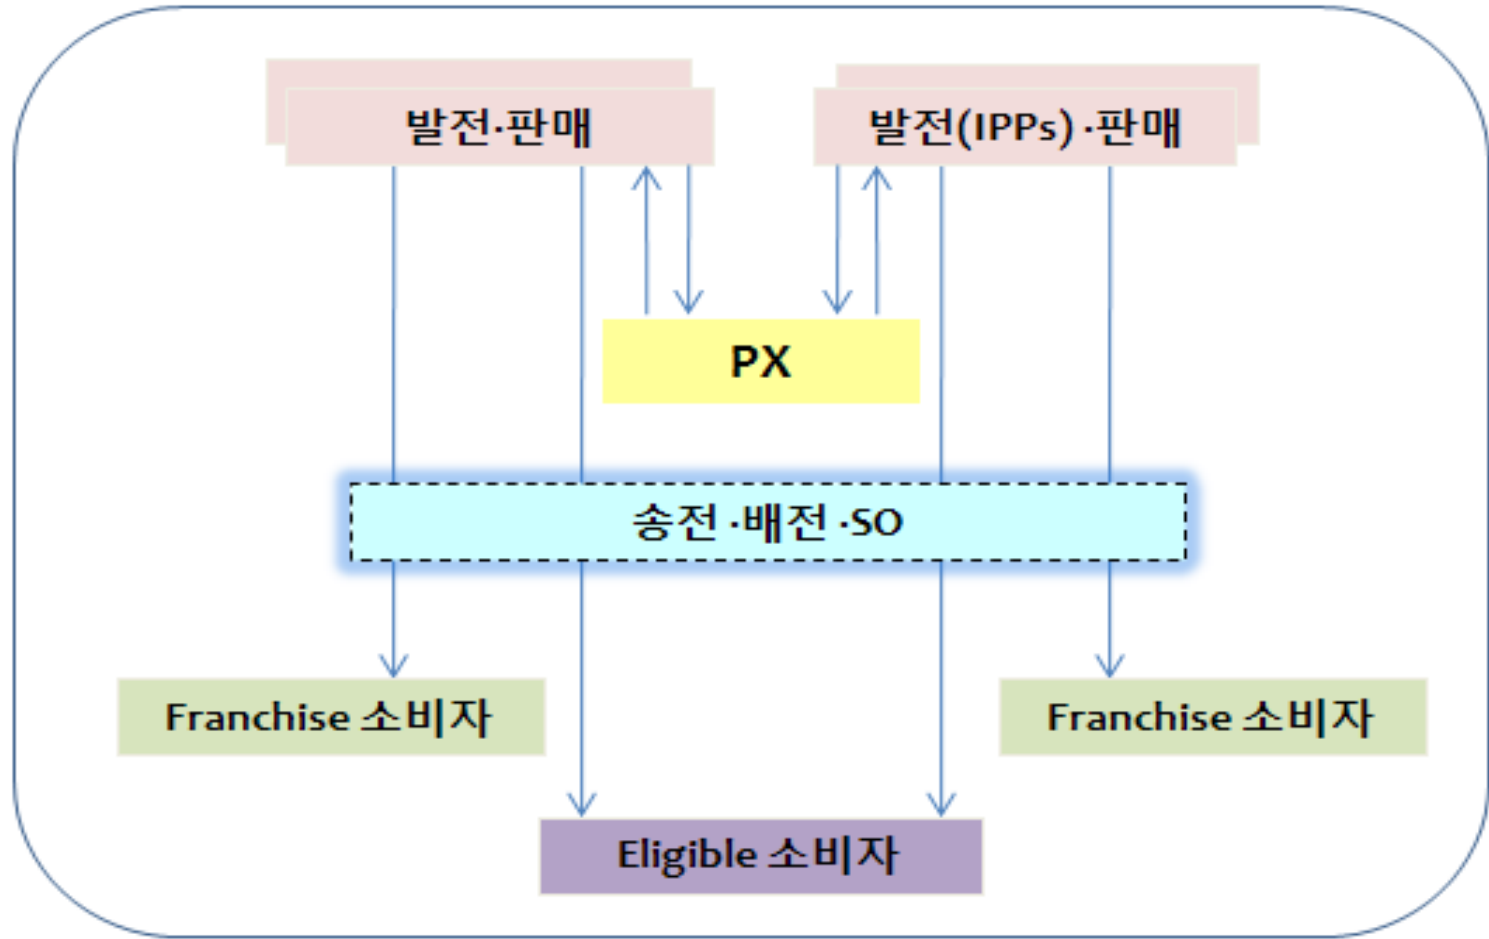 발전·판매
발전(IPPs) ·판매
PX
송전 ·배전 ·SO
Franchise 소비자
Franchise 소비자
Eligible 소비자